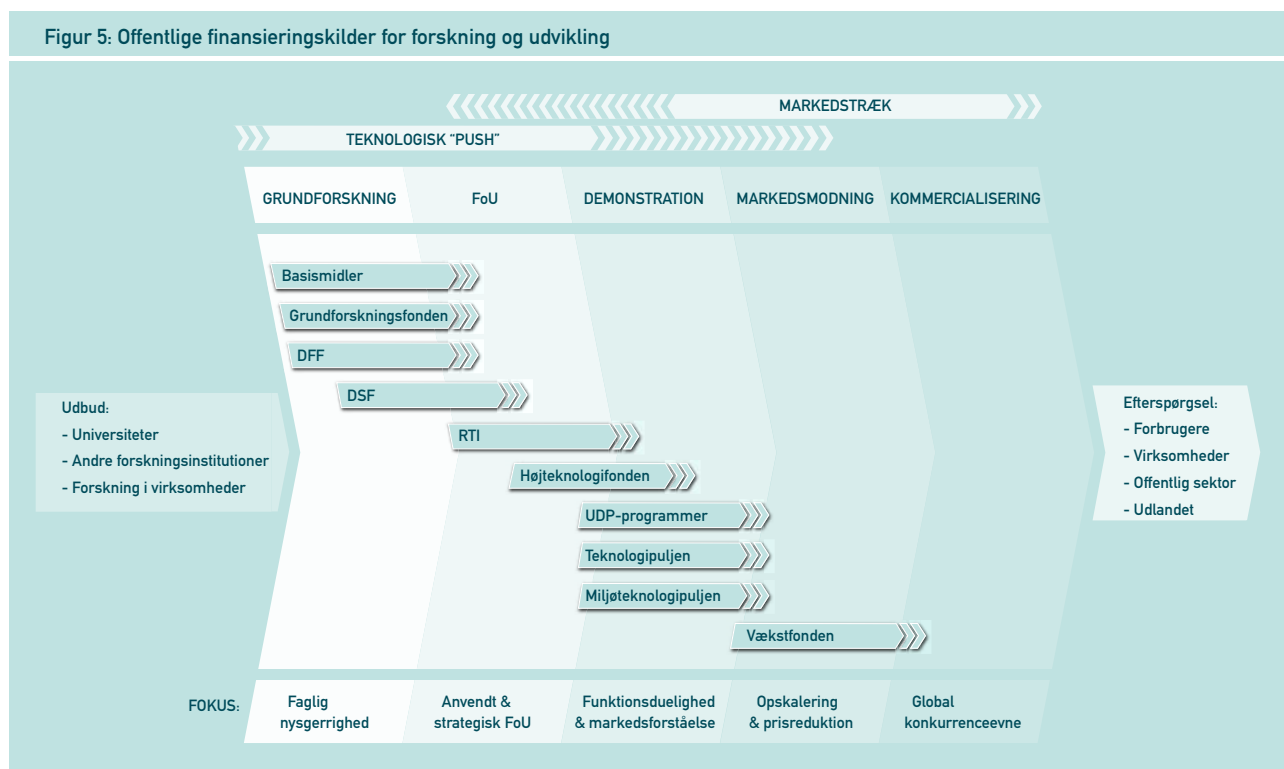 Figur 5: Offentlige finansieringskilder for forskning og udvikling
MARKEDSTRÆK
TEKNOLOGISK “PUSH”
GRUNDFORSKNING
FoU
DEMONSTRATION
MARKEDSMODNING
KOMMERCIALISERING
Basismidler
Grundforskningsfonden
DFF
DSF
RTI
Højteknologifonden
UDP-programmer
Teknologipuljen
Miljøteknologipuljen
Vækstfonden
Udbud:
- Universiteter
- Andre forskningsinstitutioner
- Forskning i virksomheder
Efterspørgsel:
- Forbrugere
- Virksomheder
- Offentlig sektor
- Udlandet
FOKUS:
Faglig
nysgerrighed
Anvendt &
strategisk FoU
Funktionsduelighed
& markedsforståelse
Opskalering
& prisreduktion
Global
konkurrenceevne